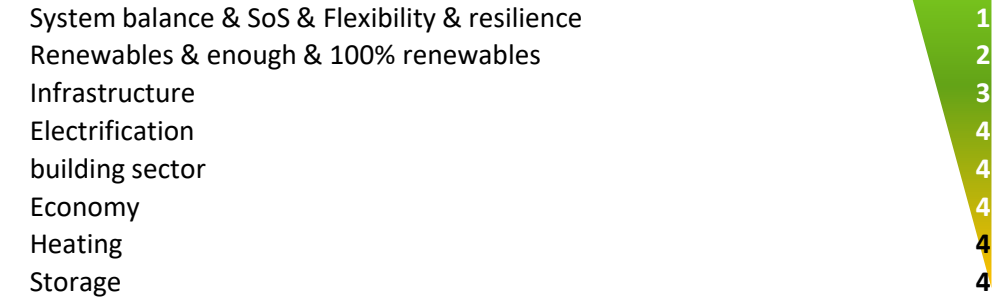 System balance & SoS & Flexibility & resilience 1
Renewables & enough & 100% renewables 2
Infrastructure 3
Electrification 4
building sector 4
Economy 4
Heating 4
Storage 4